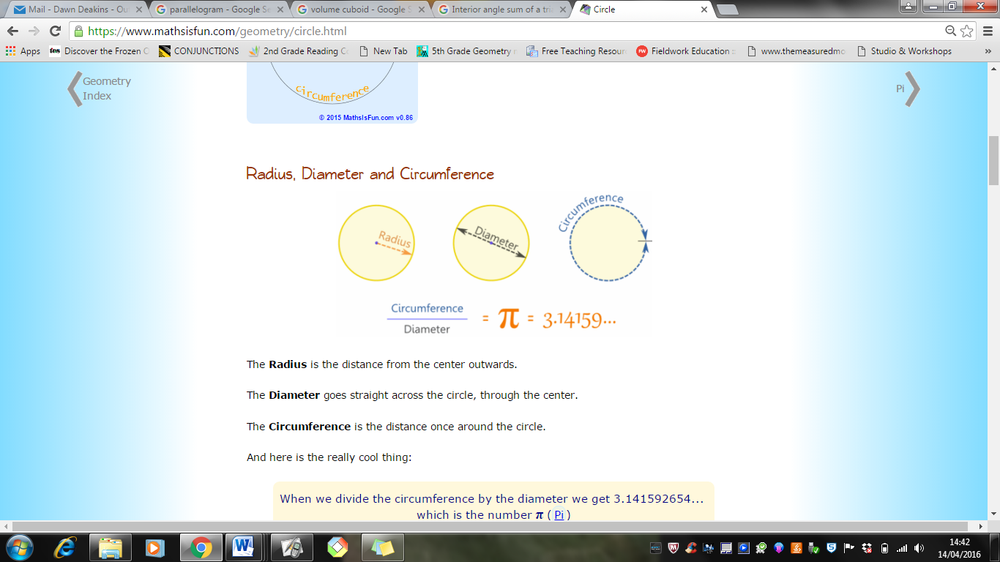 Mail - Dawn Deakins - Ou
parallelogram - Google Se
volume cuboid - Google S
Interior angle sum of a tri
Circle
https://www.mathsisfun.com/geometry/circle.html
Apps
tes Discover the Frozen C
CONJUNCTIONS
2nd Grade Reading C
New Tab
5th Grade Geometry
Free Teaching Resour
FW Fieldwork Education ::
www.themeasuredmo
Studio & Workshops
»
Geometry
Index
Pi
circumference
© 2015 MathsIsFun.com v0.86
Radius, Diameter and Circumference
Radius
Diameter
Circumference
Circumference
Diameter
= π = 3.14159...
The Radius is the distance from the center outwards.
The Diameter goes straight across the circle, through the center.
The Circumference is the distance once around the circle.
And here is the really cool thing:
When we divide the circumference by the diameter we get 3.141592654...
which is the number π ( Pi )
14:42
14/04/2016